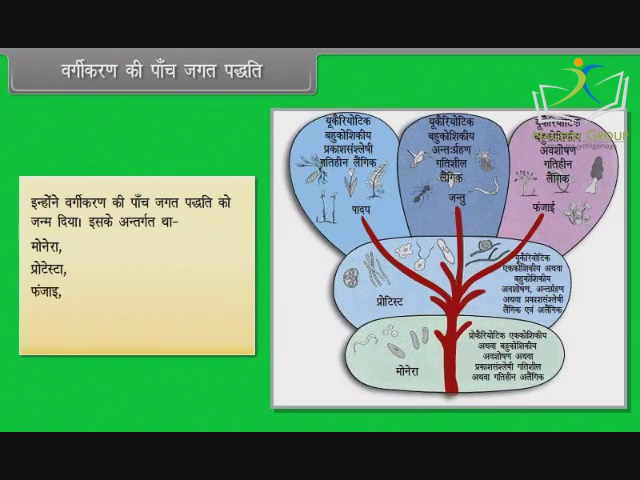 वर्गीकरण की पाँच जगत पद्धति
इन्होंने वर्गीकरण की पाँच जगत पद्धति को
जन्म दिया। इसके अन्तर्गत था-
मोनेरा,
प्रोटेस्टा,
फंजाइ,
यूकैरियोटिक
बहुकोशिकीय
प्रकाशसंश्लेषी
गतिहीन लैंगिक
पादप
यूकैरियोटिक
बहुकोशिकीय
अन्तःर्ग्रहण
गतिशील
लैंगिक
जन्तु
यूकैरियोटिक
बहुकोशिकीय
अवशोषण
गतिहीन
लैंगिक
फंजाई
प्रोटिस्ट
यूकैरियोटिक
एककोशिकीय अथवा
बहुकोशिकीय
अवशोषण, अन्तर्ग्रहण
अथवा प्रकाशसंश्लेषी
लैंगिक एवं अलैंगिक
मोनेरा
प्रोकैरियोटिक एककोशिकीय
अथवा बहुकोशिकीय
अवशोषण अथवा
प्रकाशसंश्लेषी गतिशील
अथवा गतिहीन अलैंगिक